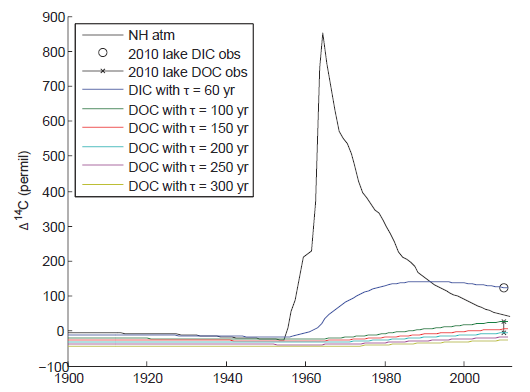 900
800
700
600
500
400
300
200
100
0
−100
Δ ¹⁴C (permil)
NH atm
2010 lake DIC obs
2010 lake DOC obs
DIC with τ = 60 yr
DOC with τ = 100 yr
DOC with τ = 150 yr
DOC with τ = 200 yr
DOC with τ = 250 yr
DOC with τ = 300 yr
1900 1920 1940 1960 1980 2000